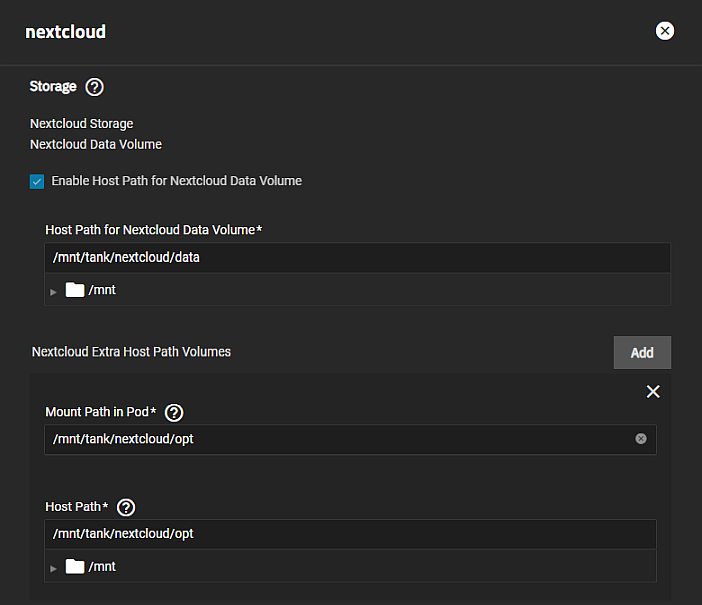 nextcloud
Storage ?
Nextcloud Storage
Nextcloud Data Volume
Enable Host Path for Nextcloud Data Volume
Host Path for Nextcloud Data Volume*
/mnt/tank/nextcloud/data
/mnt
Nextcloud Extra Host Path Volumes
Add
Mount Path in Pod* ?
/mnt/tank/nextcloud/opt
Host Path* ?
/mnt/tank/nextcloud/opt
/mnt